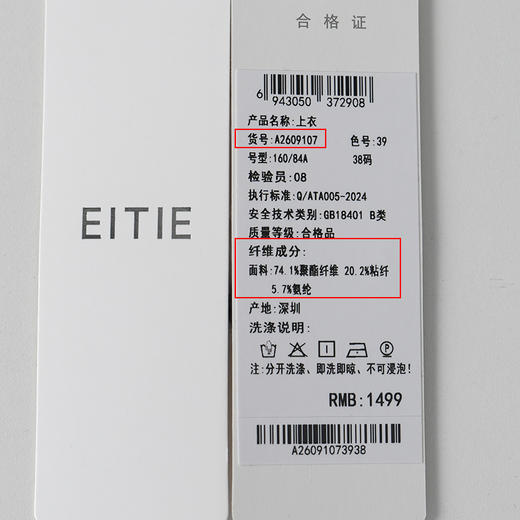 合格证
6 943050 372908
产品名称:上衣
货号:A2609107 色号:39
号型:160/84A 38码
检验员:08
执行标准:Q/ATA005-2024
安全技术类别:GB18401 B类
质量等级:合格品
纤维成分:
面料:74.1%聚酯纤维 20.2%粘纤
5.7%氨纶
产地:深圳
洗涤说明:
注:分开洗涤、即洗即晾、不可浸泡!
RMB:1499
A26091073938
EITIE